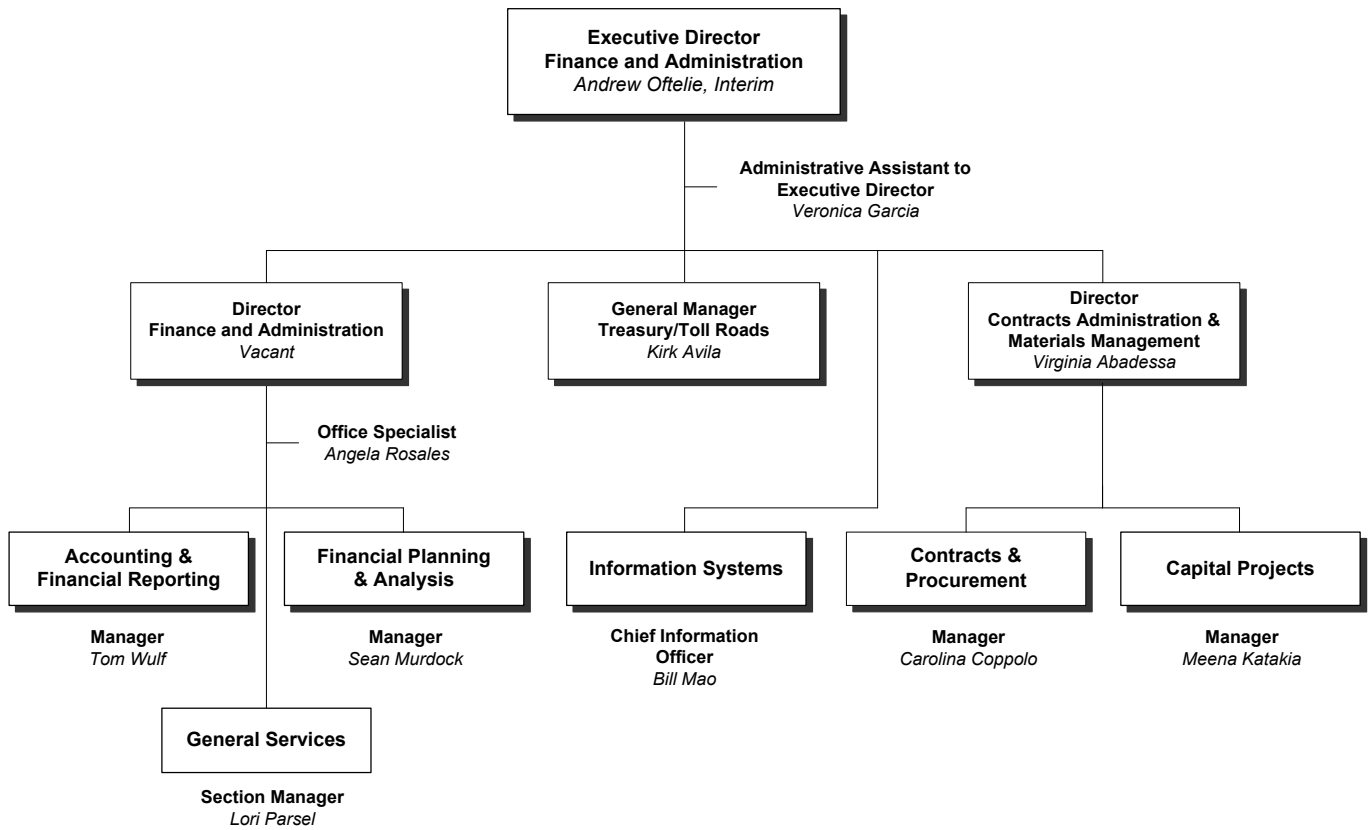 Executive Director
Finance and Administration
Andrew Oftelie, Interim
Administrative Assistant to
Executive Director
Veronica Garcia
Director
Finance and Administration
Vacant
General Manager
Treasury/Toll Roads
Kirk Avila
Director
Contracts Administration &
Materials Management
Virginia Abadessa
Office Specialist
Angela Rosales
Accounting &
Financial Reporting
Manager
Tom Wulf
Financial Planning
& Analysis
Manager
Sean Murdock
Information Systems
Chief Information
Officer
Bill Mao
Contracts &
Procurement
Manager
Carolina Coppolo
Capital Projects
Manager
Meena Katakia
General Services
Section Manager
Lori Parsel